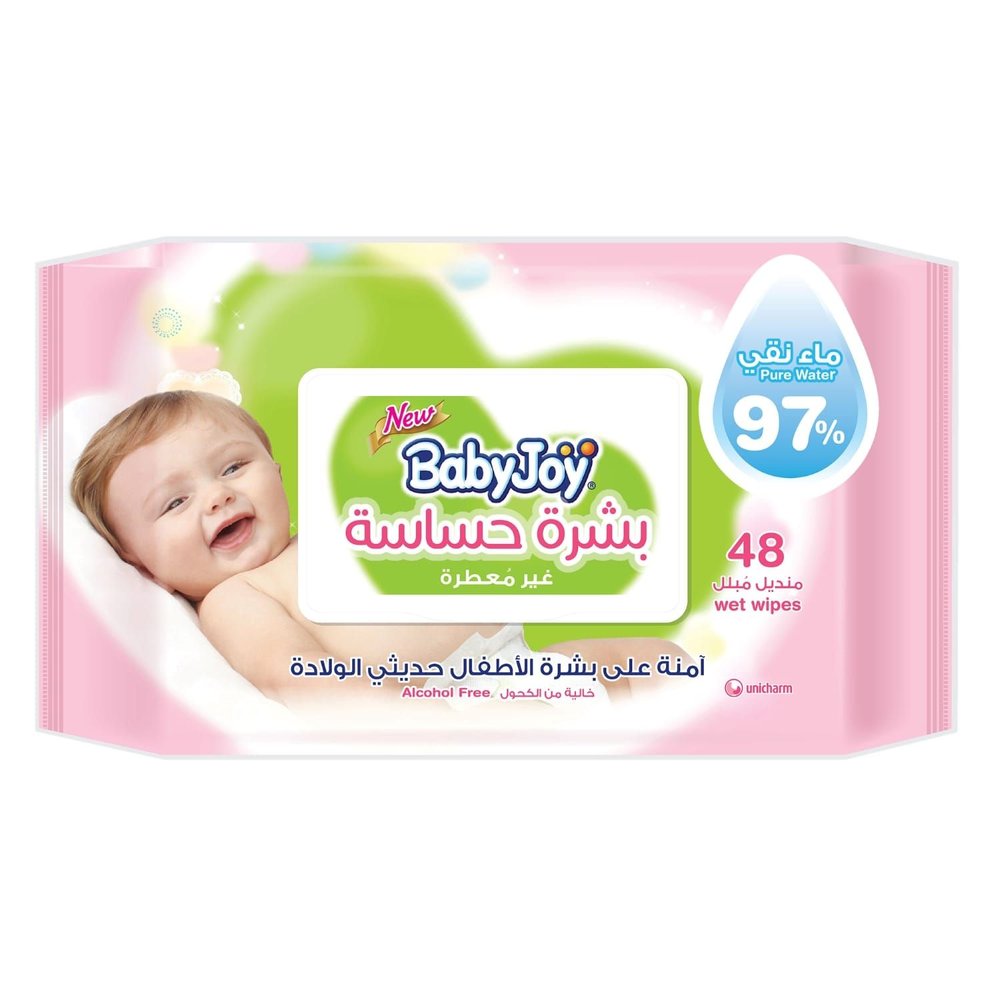 ماء نقي
Pure Water
97%
New
BabyJoy®
بشرة حساسة
غير مُعطرة
48
منديل مُبلل
wet wipes
آمنة على بشرة الأطفال حديثي الولادة
Alcohol Free خالية من الكحول
unicharm